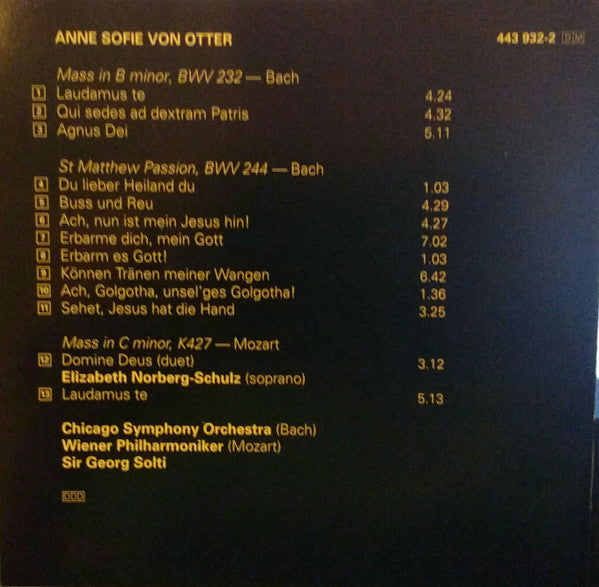 ANNE SOFIE VON OTTER 443 932-2 DM
Mass in B minor, BWV 232 — Bach
1 Laudamus te 4.24
2 Qui sedes ad dextram Patris 4.32
3 Agnus Dei 5.11
St Matthew Passion, BWV 244 — Bach
4 Du lieber Heiland du 1.03
5 Buss und Reu 4.29
6 Ach, nun ist mein Jesus hin! 4.27
7 Erbarme dich, mein Gott 7.02
8 Erbarm es Gott! 1.03
9 Können Tränen meiner Wangen 6.42
10 Ach, Golgotha, unsel'ges Golgotha! 1.36
11 Sehet, Jesus hat die Hand 3.25
Mass in C minor, K427 — Mozart
12 Domine Deus (duet) 3.12
Elizabeth Norberg-Schulz (soprano)
13 Laudamus te 5.13
Chicago Symphony Orchestra (Bach)
Wiener Philharmoniker (Mozart)
Sir Georg Solti
DDD